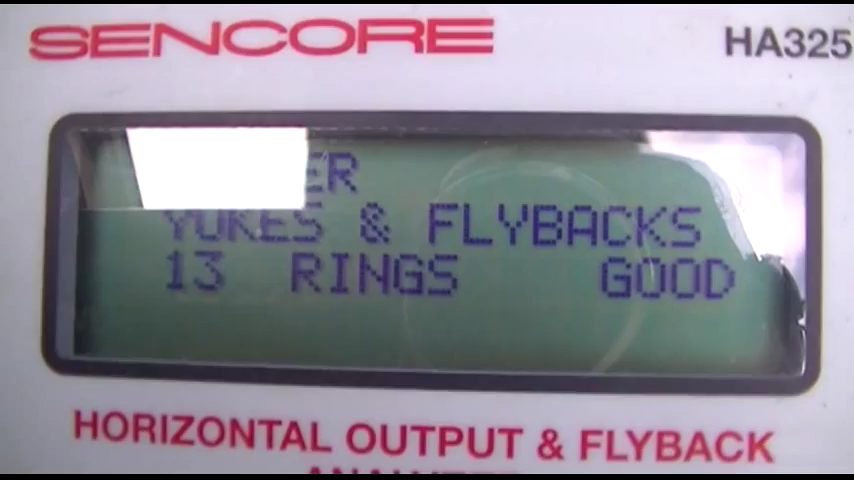 SENCORE
HA325
ER
YOKES & FLYBACKS
13 RINGS GOOD
HORIZONTAL OUTPUT & FLYBACK